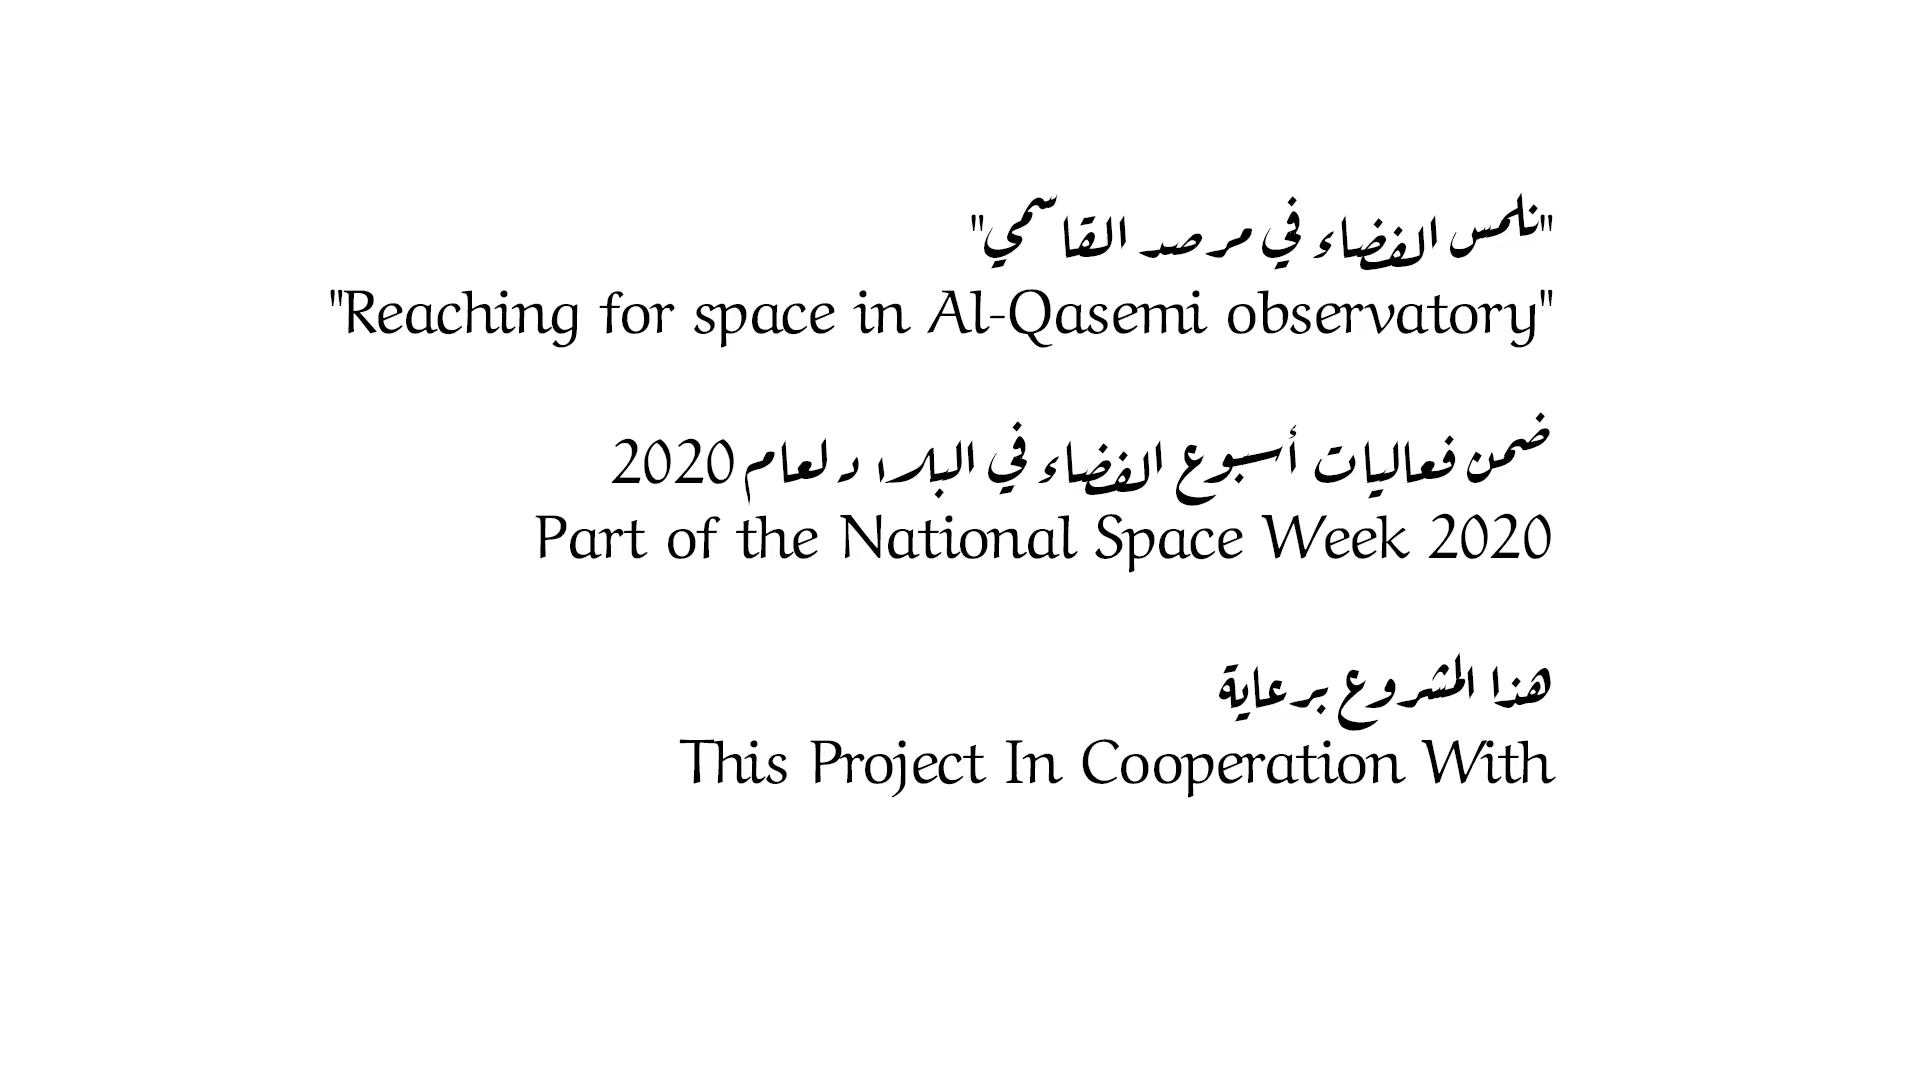 "نلمس الفضاء في مرصد القاسمي"
"Reaching for space in Al-Qasemi observatory"
ضمن فعاليات أسبوع الفضاء في البلاد لعام 2020
Part of the National Space Week 2020
هذا المشروع برعاية
This Project In Cooperation With